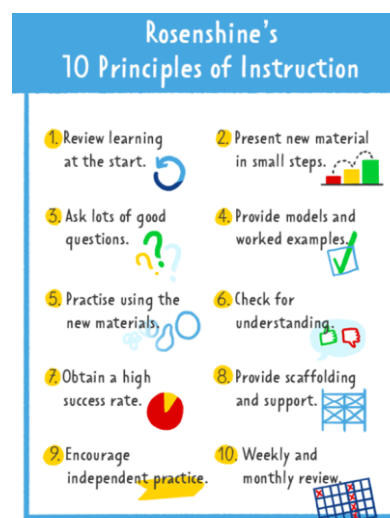 Rosenshine's
10 Principles of Instruction
1. Review learning
at the start.
2. Present new material
in small steps.
3. Ask lots of good
questions.
4. Provide models and
worked examples.
5. Practise using the
new materials.
6. Check for
understanding.
7. Obtain a high
success rate.
8. Provide scaffolding
and support.
9. Encourage
independent practice.
10. Weekly and
monthly review.